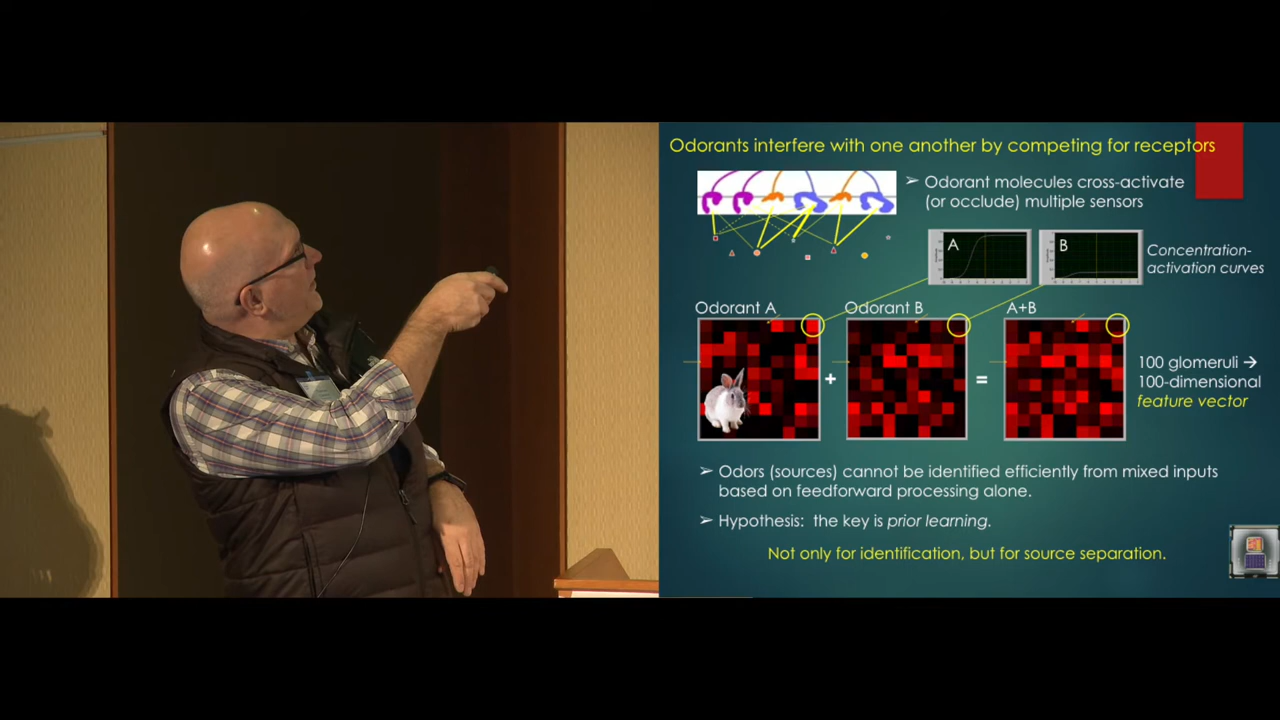 Odorants interfere with one another by competing for receptors
➢ Odorant molecules cross-activate
(or occlude) multiple sensors
A
B
Concentration-
activation curves
Odorant A
Odorant B
A+B
+
=
100 glomeruli →
100-dimensional
feature vector
➢ Odors (sources) cannot be identified efficiently from mixed inputs
based on feedforward processing alone.
➢ Hypothesis: the key is prior learning.
Not only for identification, but for source separation.